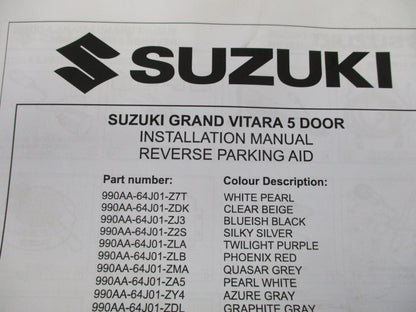 SUZUKI
SUZUKI GRAND VITARA 5 DOOR
INSTALLATION MANUAL
REVERSE PARKING AID
Part number: Colour Description:
990AA-64J01-Z7T WHITE PEARL
990AA-64J01-ZDK CLEAR BEIGE
990AA-64J01-ZJ3 BLUEISH BLACK
990AA-64J01-Z2S SILKY SILVER
990AA-64J01-ZLA TWILIGHT PURPLE
990AA-64J01-ZLB PHOENIX RED
990AA-64J01-ZMA QUASAR GREY
990AA-64J01-ZA5 PEARL WHITE
990AA-64J01-ZY4 AZURE GRAY
990AA-64J01-ZDL GRAPHITE GRAY